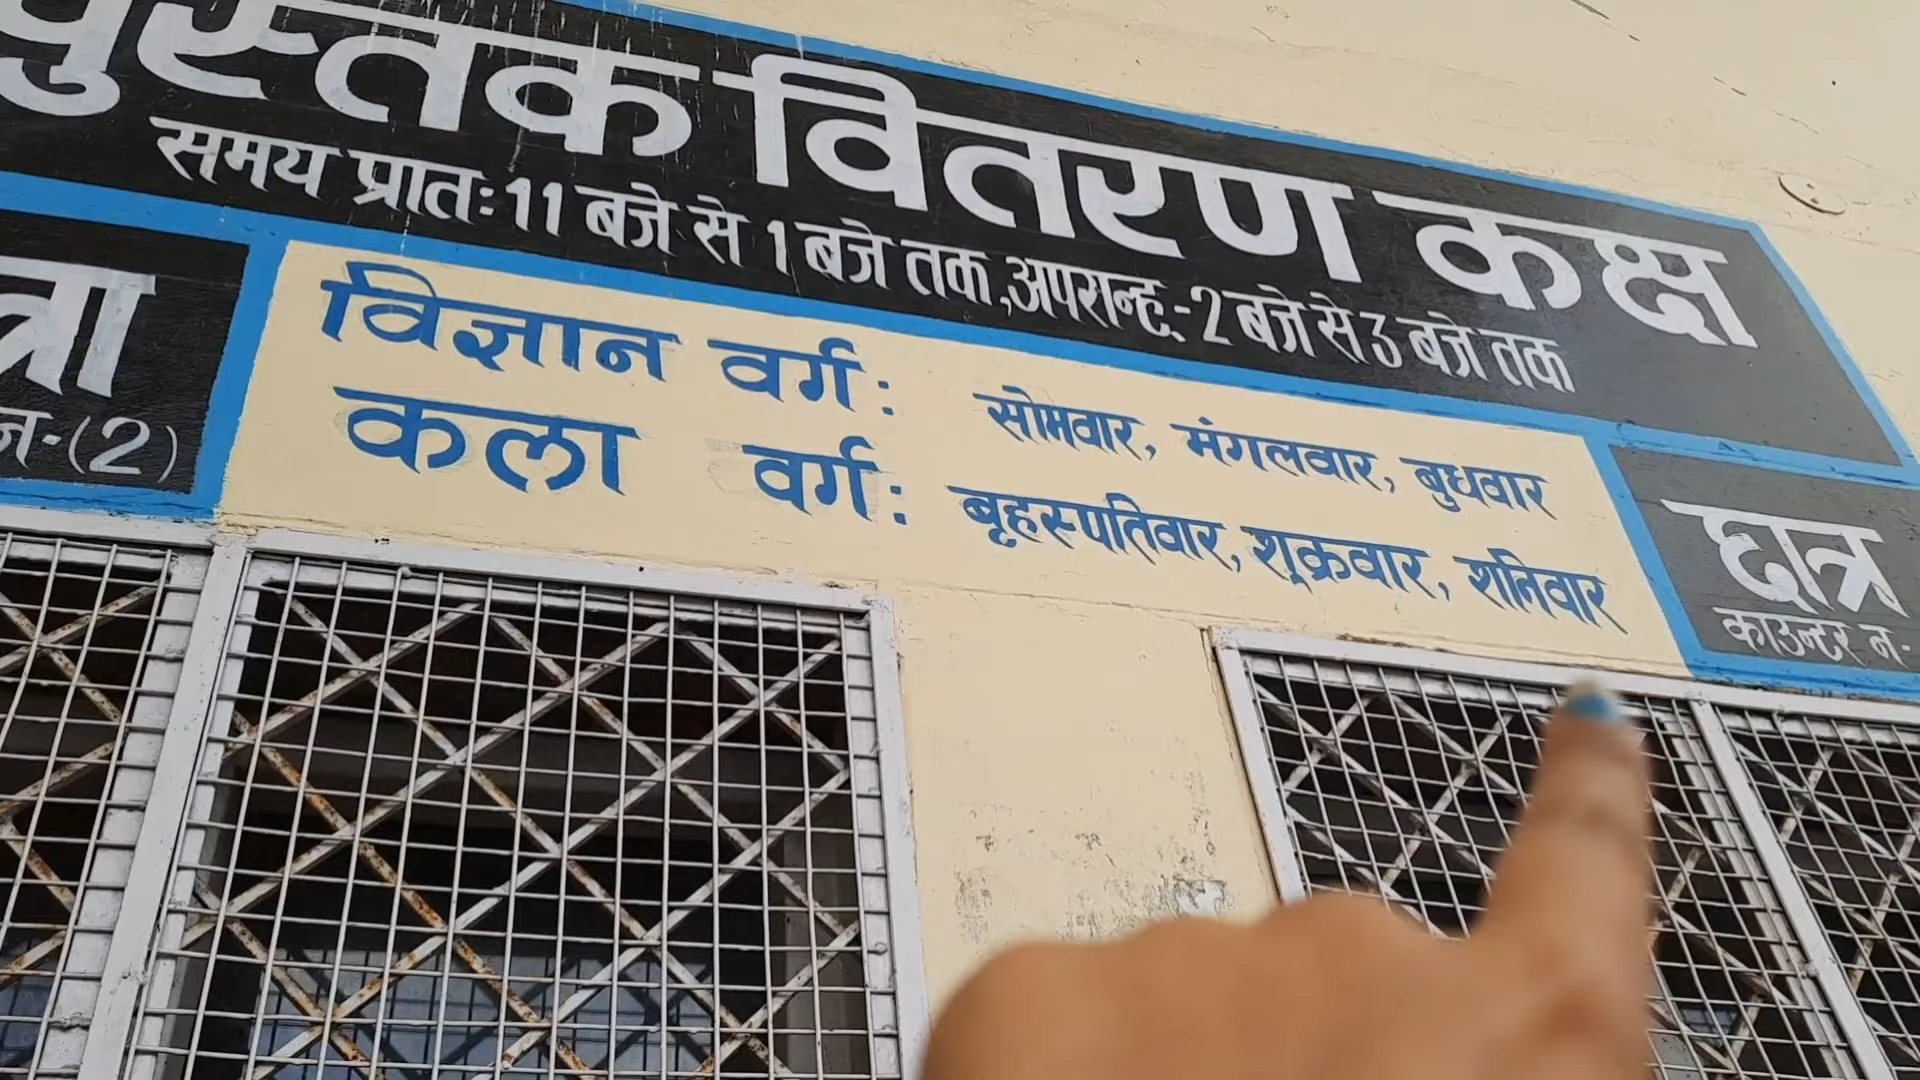 पुस्तक वितरण कक्ष
समय प्रातः 11 बजे से 1 बजे तक, अपरान्ह्:- 2 बजे से 3 बजे तक
विज्ञान वर्ग : सोमवार, मंगलवार, बुधवार
कला वर्ग : बृहस्पतिवार, शुक्रवार, शनिवार
त्रा
न-(2)
छात्र
काउन्टर न-